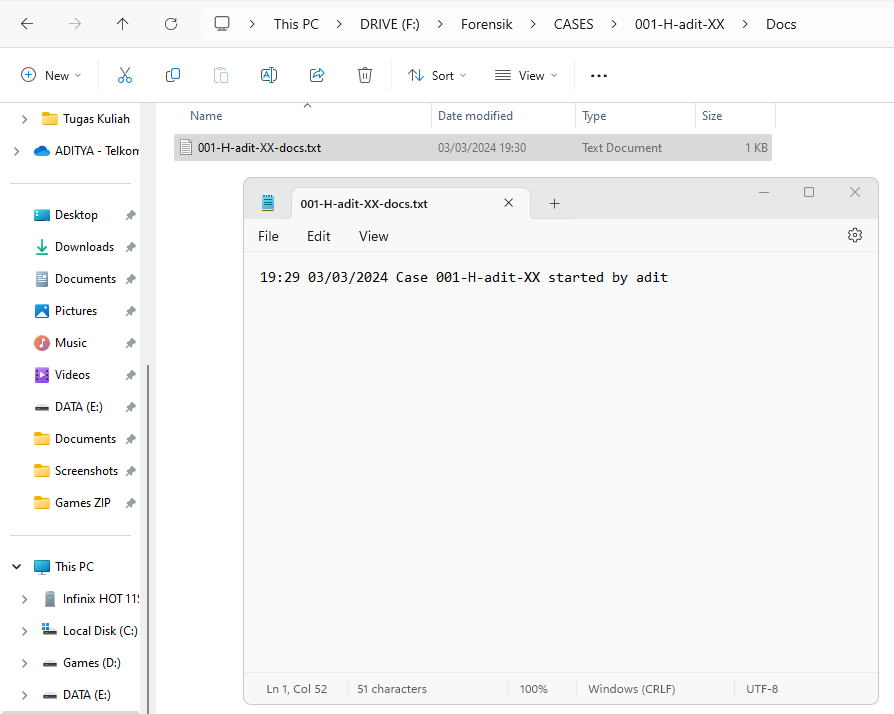 This PC > DRIVE (F:) > Forensik > CASES > 001-H-adit-XX > Docs
New Sort View
Tugas Kuliah
ADITYA - Telkom
Desktop
Downloads
Documents
Pictures
Music
Videos
DATA (E:)
Documents
Screenshots
Games ZIP
This PC
Infinix HOT 11S
Local Disk (C:)
Games (D:)
DATA (E:)
Name Date modified Type Size
001-H-adit-XX-docs.txt 03/03/2024 19:30 Text Document 1 KB
001-H-adit-XX-docs.txt
File Edit View
19:29 03/03/2024 Case 001-H-adit-XX started by adit
Ln 1, Col 52 51 characters 100% Windows (CRLF) UTF-8